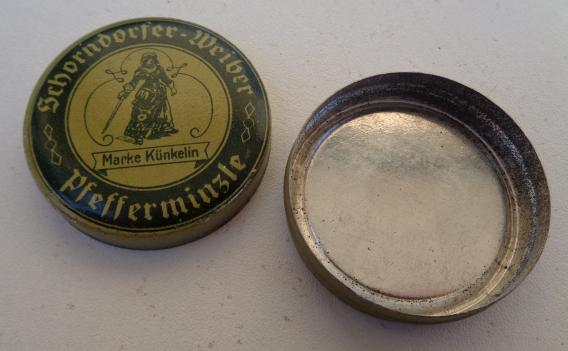 Schorndorfer-Weiber
Marke Künkelin
Pfefferminzle